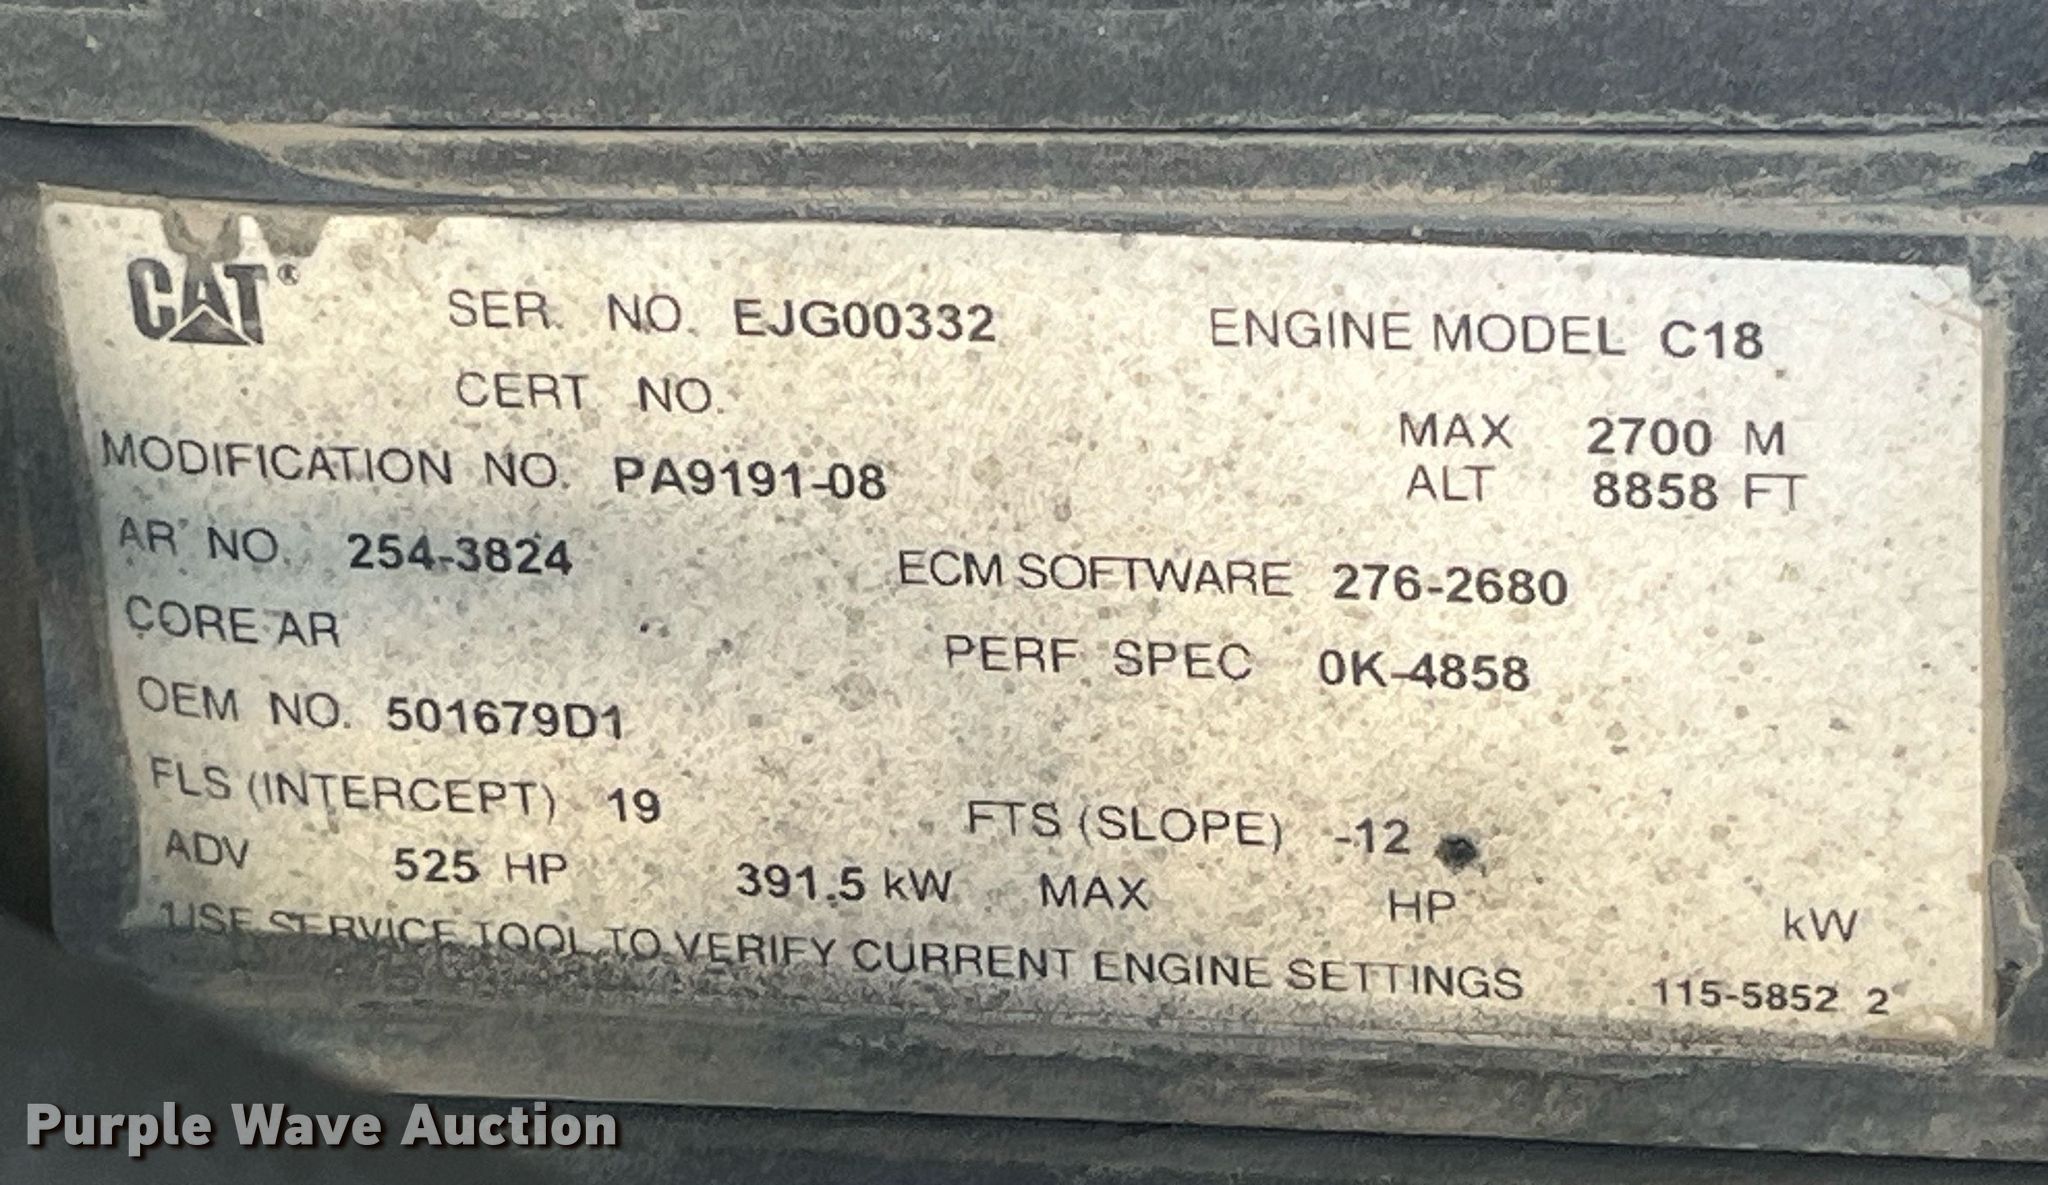 CAT®
SER. NO. EJG00332 ENGINE MODEL C18
CERT NO.
MAX 2700 M
MODIFICATION NO. PA9191-08
ALT 8858 FT
AR NO. 254-3824
ECM SOFTWARE 276-2680
CORE AR
PERF SPEC 0K-4858
OEM NO. 501679D1
FLS (INTERCEPT) 19 FTS (SLOPE) -12
ADV 525 HP 391.5 kW MAX HP kW
USE SERVICE TOOL TO VERIFY CURRENT ENGINE SETTINGS 115-5852 2
Purple Wave Auction